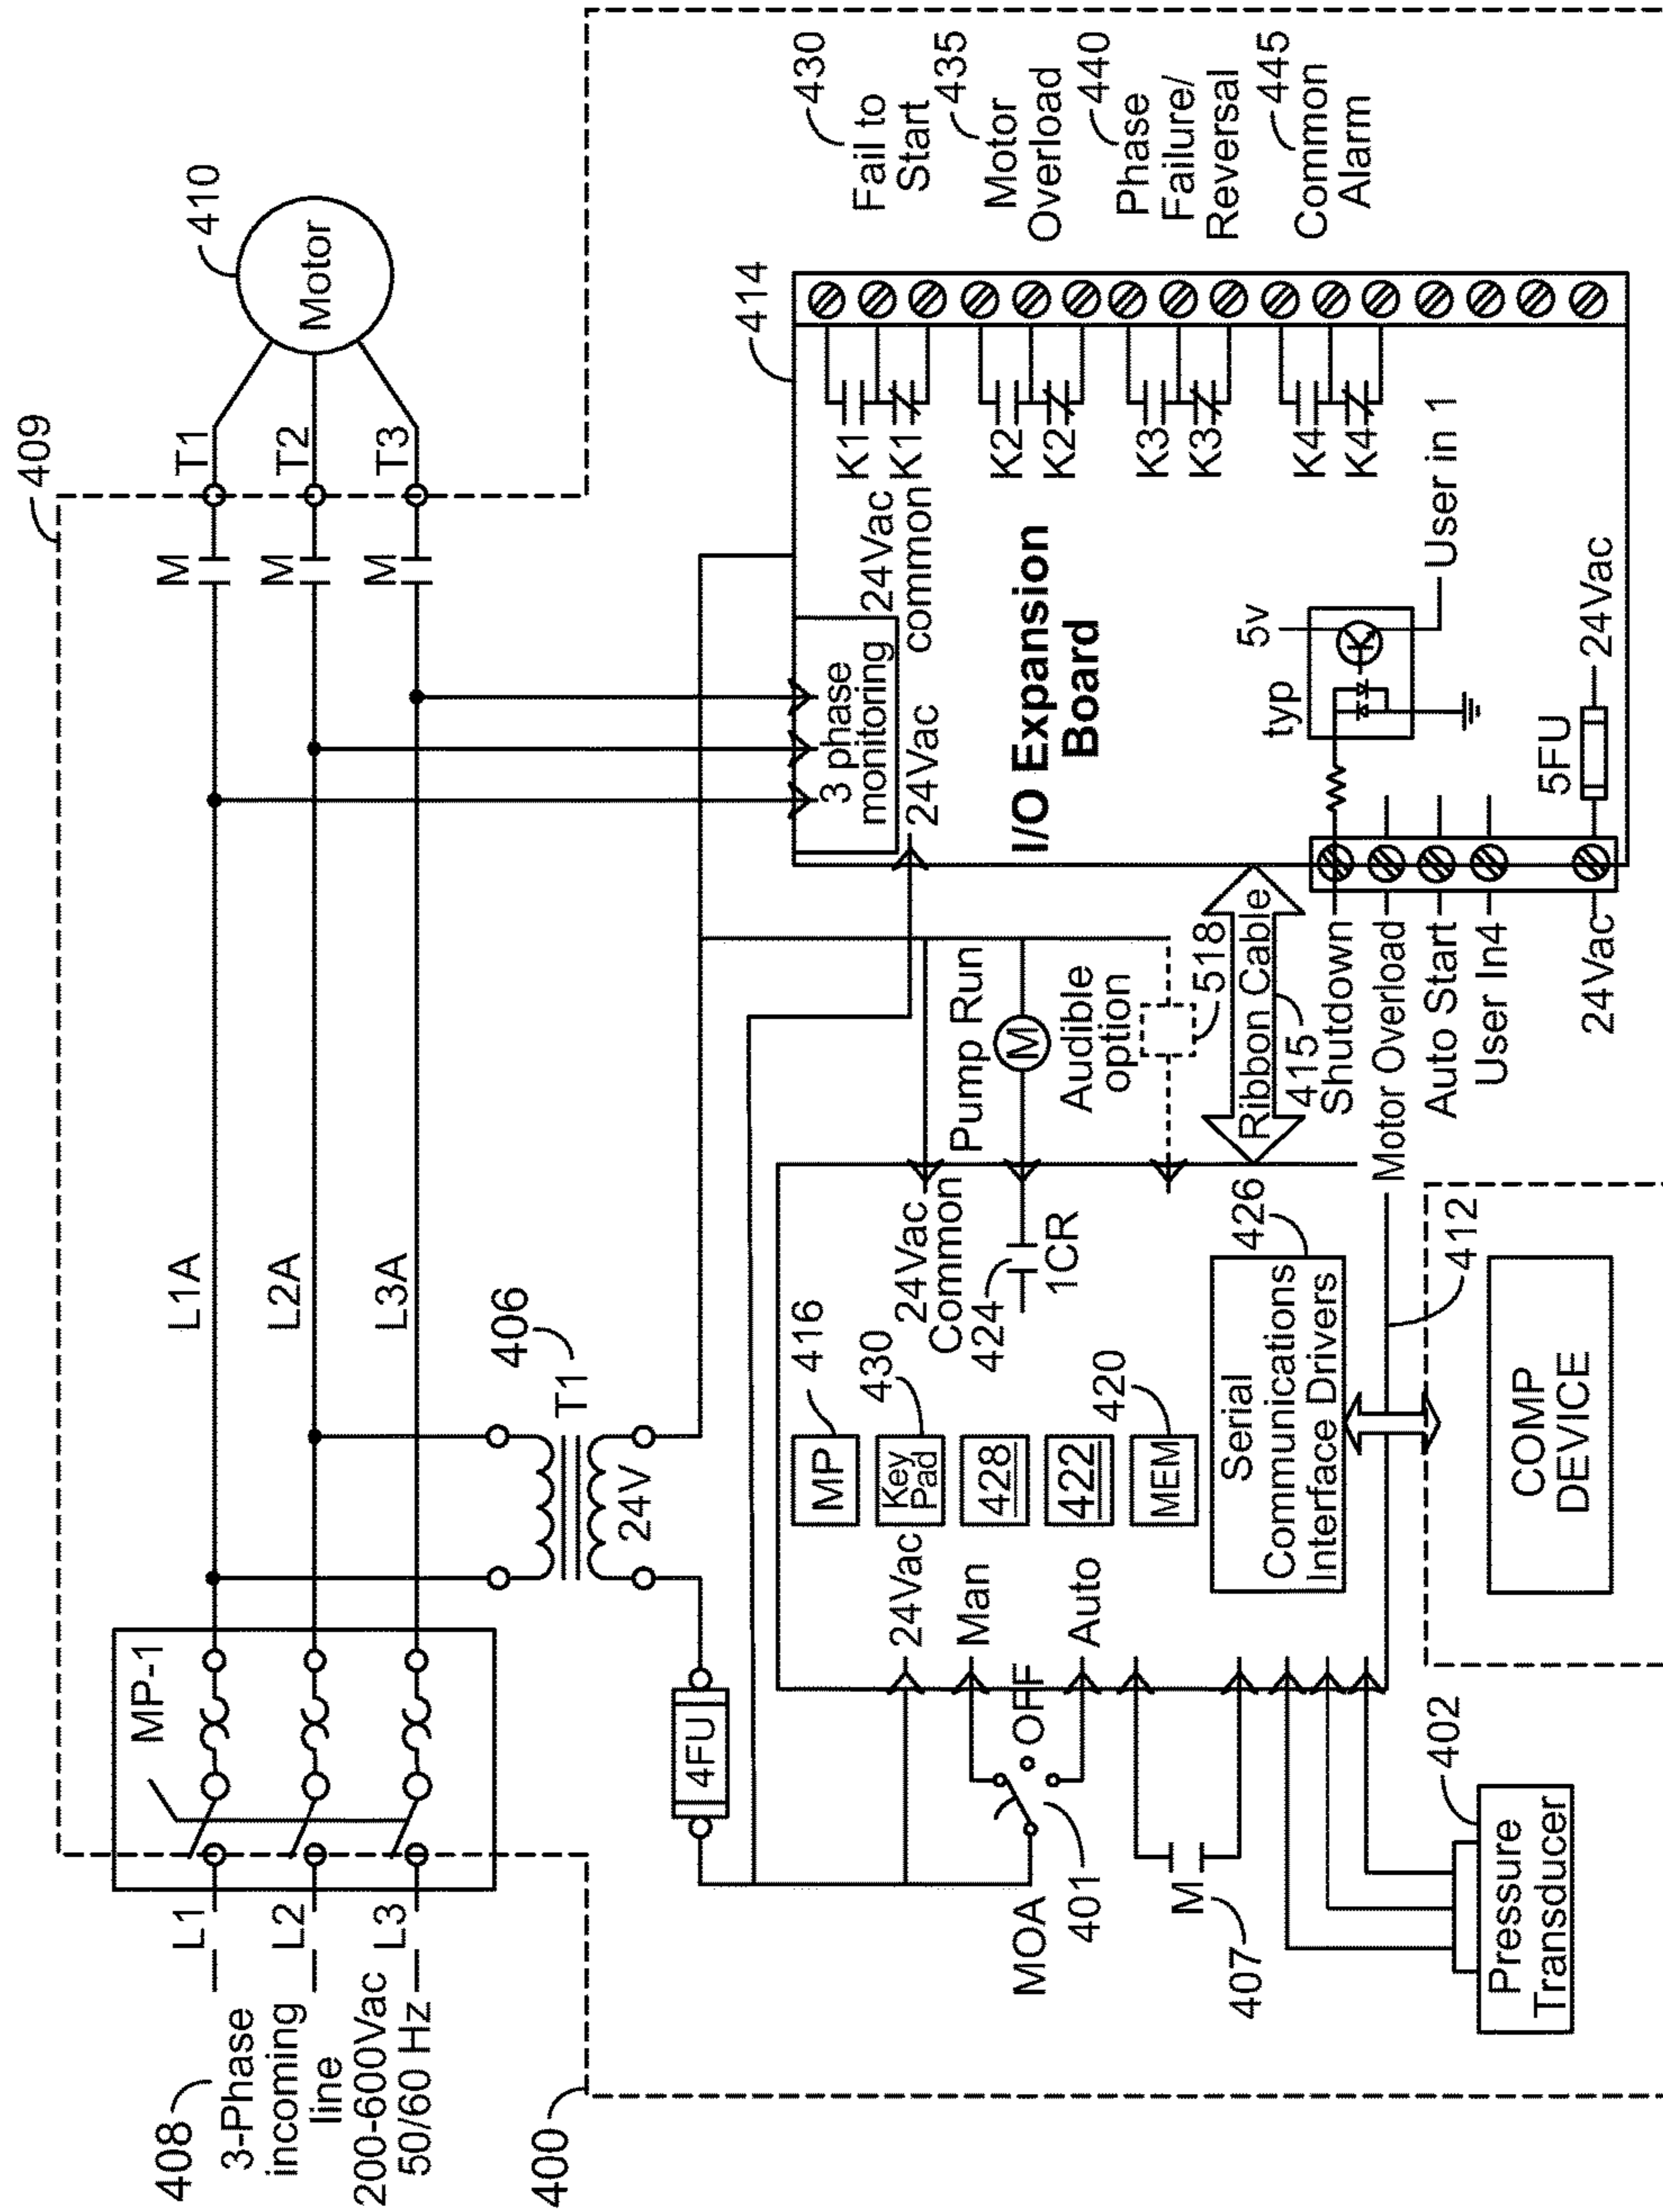 409
410
Motor
T1
T2
T3
M
M
M
L1A
L2A
L3A
MP-1
L1
L2
L3
408
3-Phase
incoming
line
200-600Vac
50/60 Hz
400
406
T1
24V
4FU
MOA
401
OFF
407
M
402
Pressure
Transducer
24Vac
Man
Auto
MP
416
Key
Pad
430
428
422
MEM
420
24Vac
Common
424
1CR
Serial
Communications
Interface Drivers
426
412
COMP
DEVICE
Pump Run
M
Audible
option
518
Ribbon Cable
415
Shutdown
Motor Overload
Auto Start
User In4
24Vac
414
3 phase
monitoring
24Vac
24Vac
common
I/O Expansion
Board
typ
5v
User in 1
5FU
24Vac
K1
K1
K2
K2
K3
K3
K4
K4
430
Fail to
Start
435
Motor
Overload
440
Phase
Failure/
Reversal
445
Common
Alarm